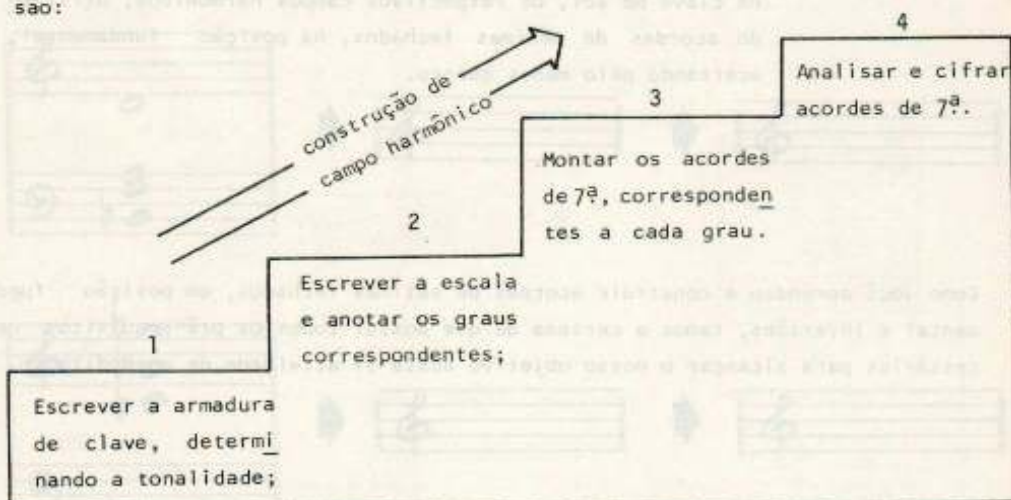 são:
construção de
campo harmônico
1
Escrever a armadura
de clave, determi
nando a tonalidade;
2
Escrever a escala
e anotar os graus
correspondentes;
3
Montar os acordes
de 7ª, corresponden
tes a cada grau.
4
Analisar e cifrar
acordes de 7ª.